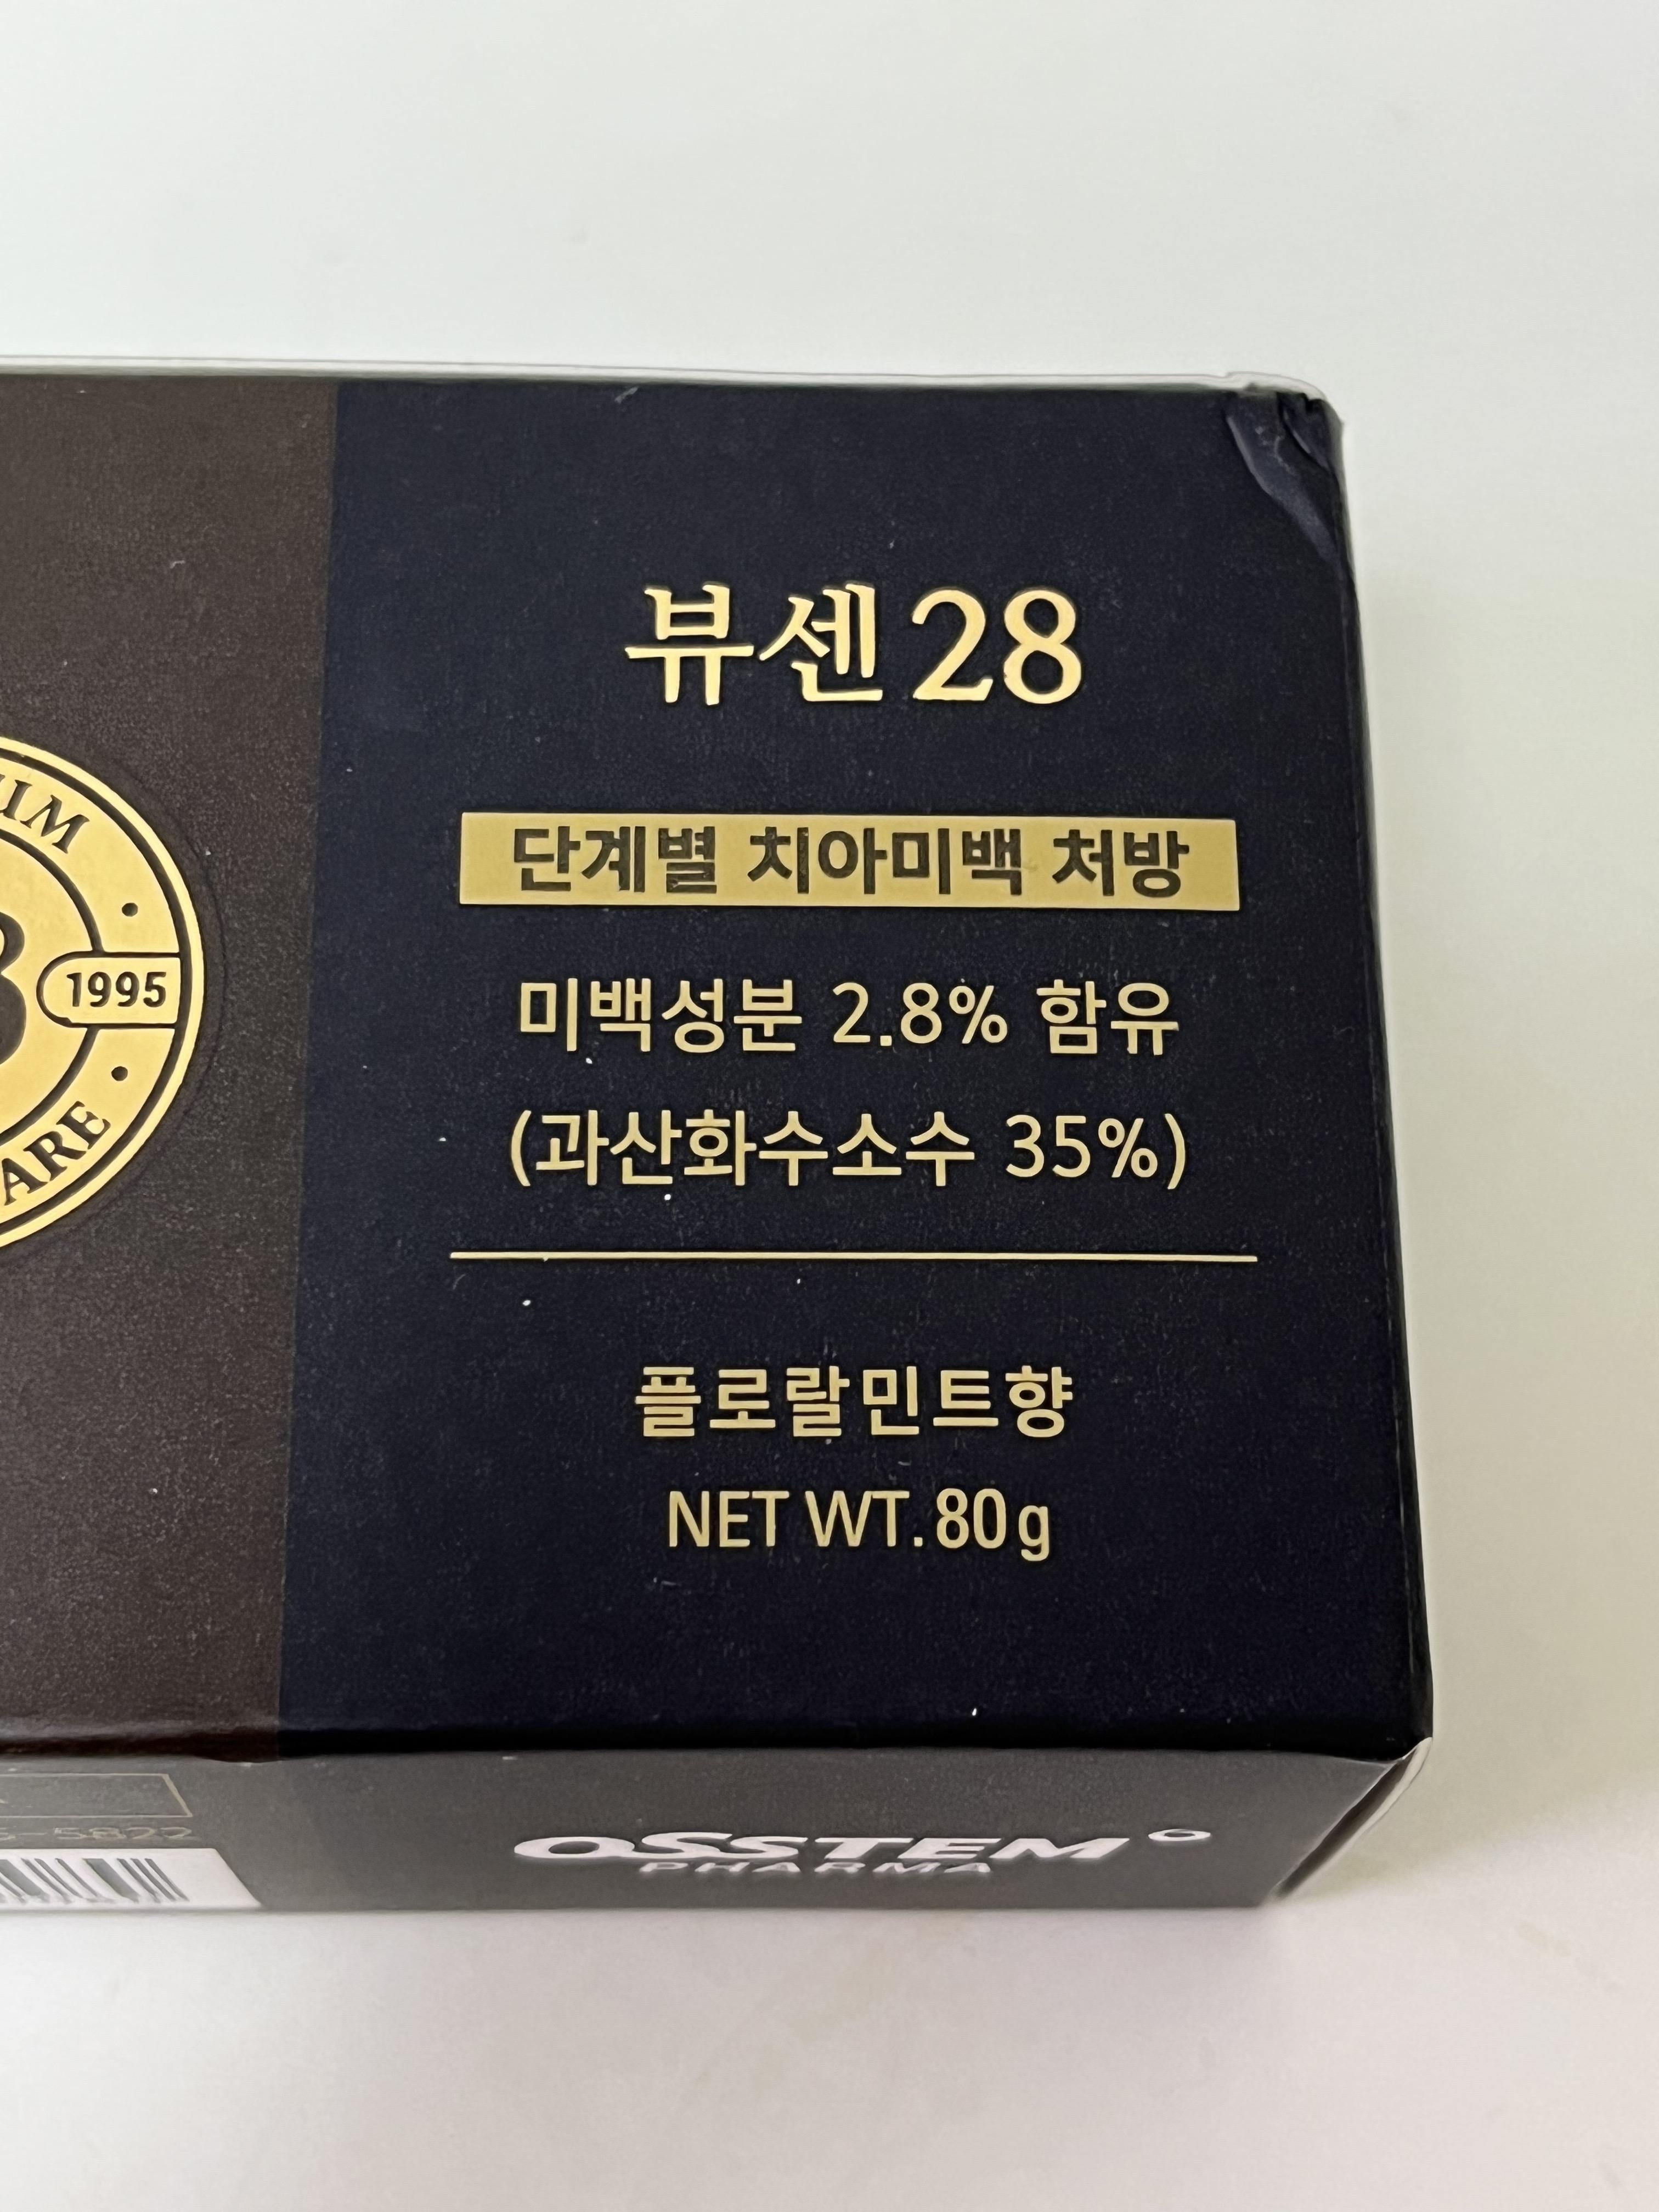 뷰센28
단계별 치아미백 처방
미백성분 2.8% 함유
(과산화수소수 35%)
플로랄민트향
NET WT. 80g
1995
5822
OSSTEM
PHARMA